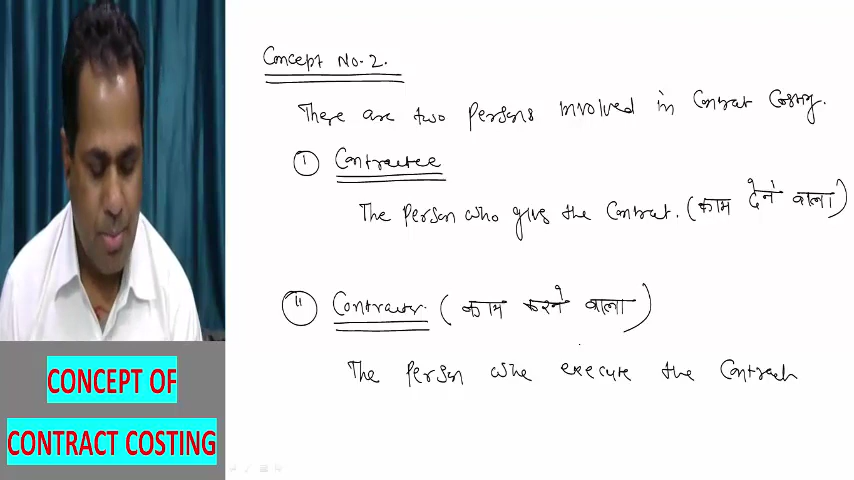 Concept No. 2.
There are two Persons involved in Contract Costing.
(i) Contractee
The Person who gives the Contract. (काम देने वाला)
(ii) Contractor. (काम करने वाला)
The Person who execute the Contract
CONCEPT OF
CONTRACT COSTING